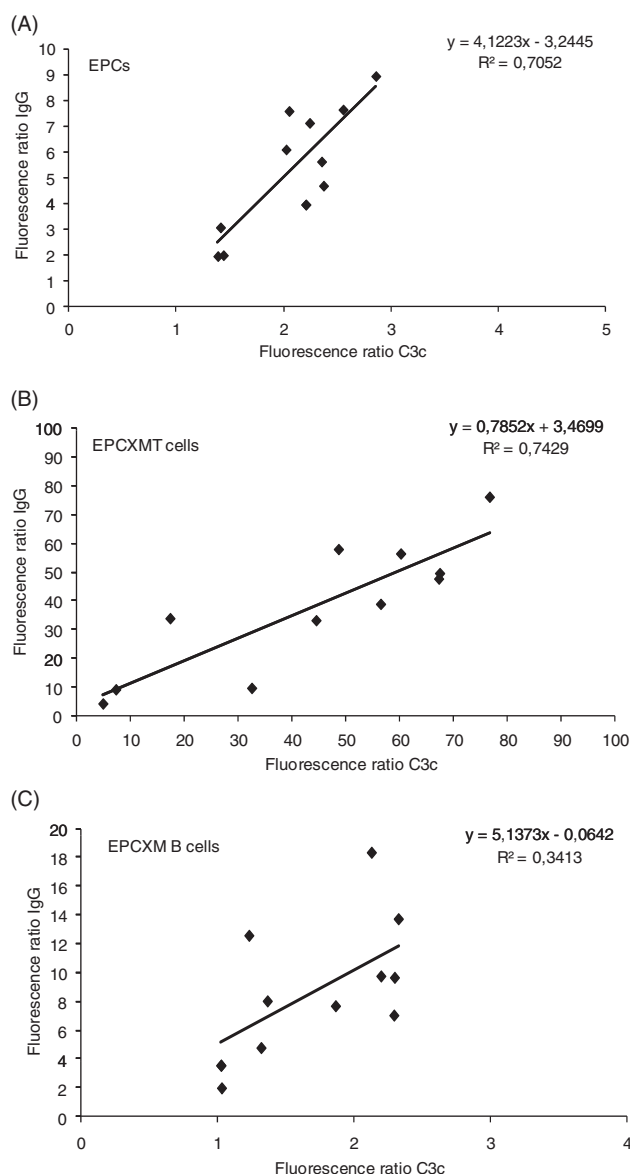 (A)
y = 4,1223x - 3,2445
R² = 0,7052
EPCs
Fluorescence ratio IgG
10
9
8
7
6
5
4
3
2
1
0
0 1 2 3 4 5
Fluorescence ratio C3c
(B)
y = 0,7852x + 3,4699
R² = 0,7429
EPCXMT cells
Fluorescence ratio IgG
100
90
80
70
60
50
40
30
20
10
0
0 10 20 30 40 50 60 70 80 90 100
Fluorescence ratio C3c
(C)
y = 5,1373x - 0,0642
R² = 0,3413
EPCXM B cells
Fluorescence ratio IgG
20
18
16
14
12
10
8
6
4
2
0
0 1 2 3 4
Fluorescence ratio C3c